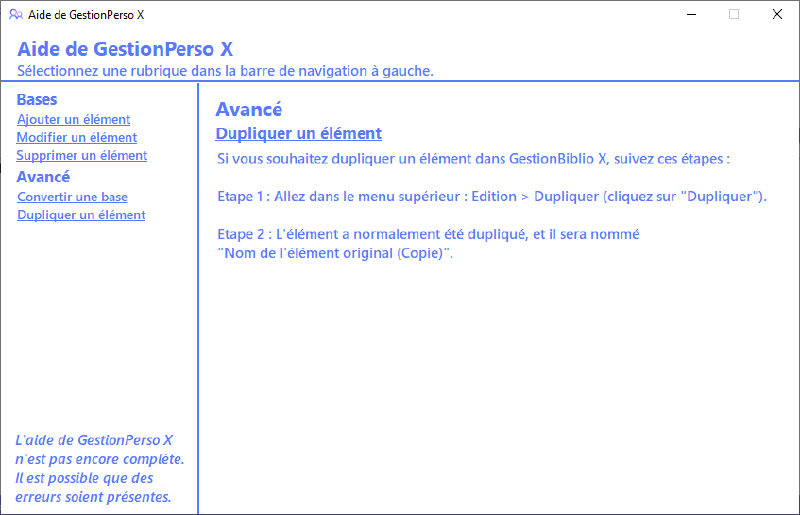 Aide de GestionPerso X
Aide de GestionPerso X
Sélectionnez une rubrique dans la barre de navigation à gauche.
Bases
Ajouter un élément
Modifier un élément
Supprimer un élément
Avancé
Convertir une base
Dupliquer un élément
L'aide de GestionPerso X
n'est pas encore complète.
Il est possible que des
erreurs soient présentes.
Avancé
Dupliquer un élément
Si vous souhaitez dupliquer un élément dans GestionBiblio X, suivez ces étapes :
Etape 1 : Allez dans le menu supérieur : Edition > Dupliquer (cliquez sur "Dupliquer").
Etape 2 : L'élément a normalement été dupliqué, et il sera nommé
"Nom de l'élément original (Copie)".